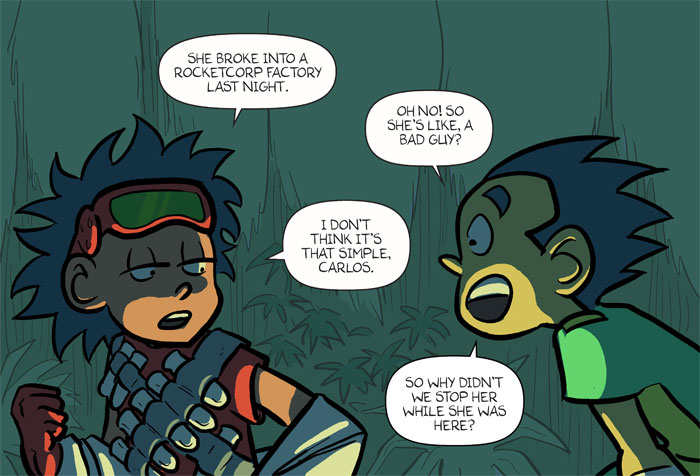 SHE BROKE INTO A
ROCKETCORP FACTORY
LAST NIGHT.
OH NO! SO
SHE'S LIKE, A
BAD GUY?
I DON'T
THINK IT'S
THAT SIMPLE,
CARLOS.
SO WHY DIDN'T
WE STOP HER
WHILE SHE WAS
HERE?